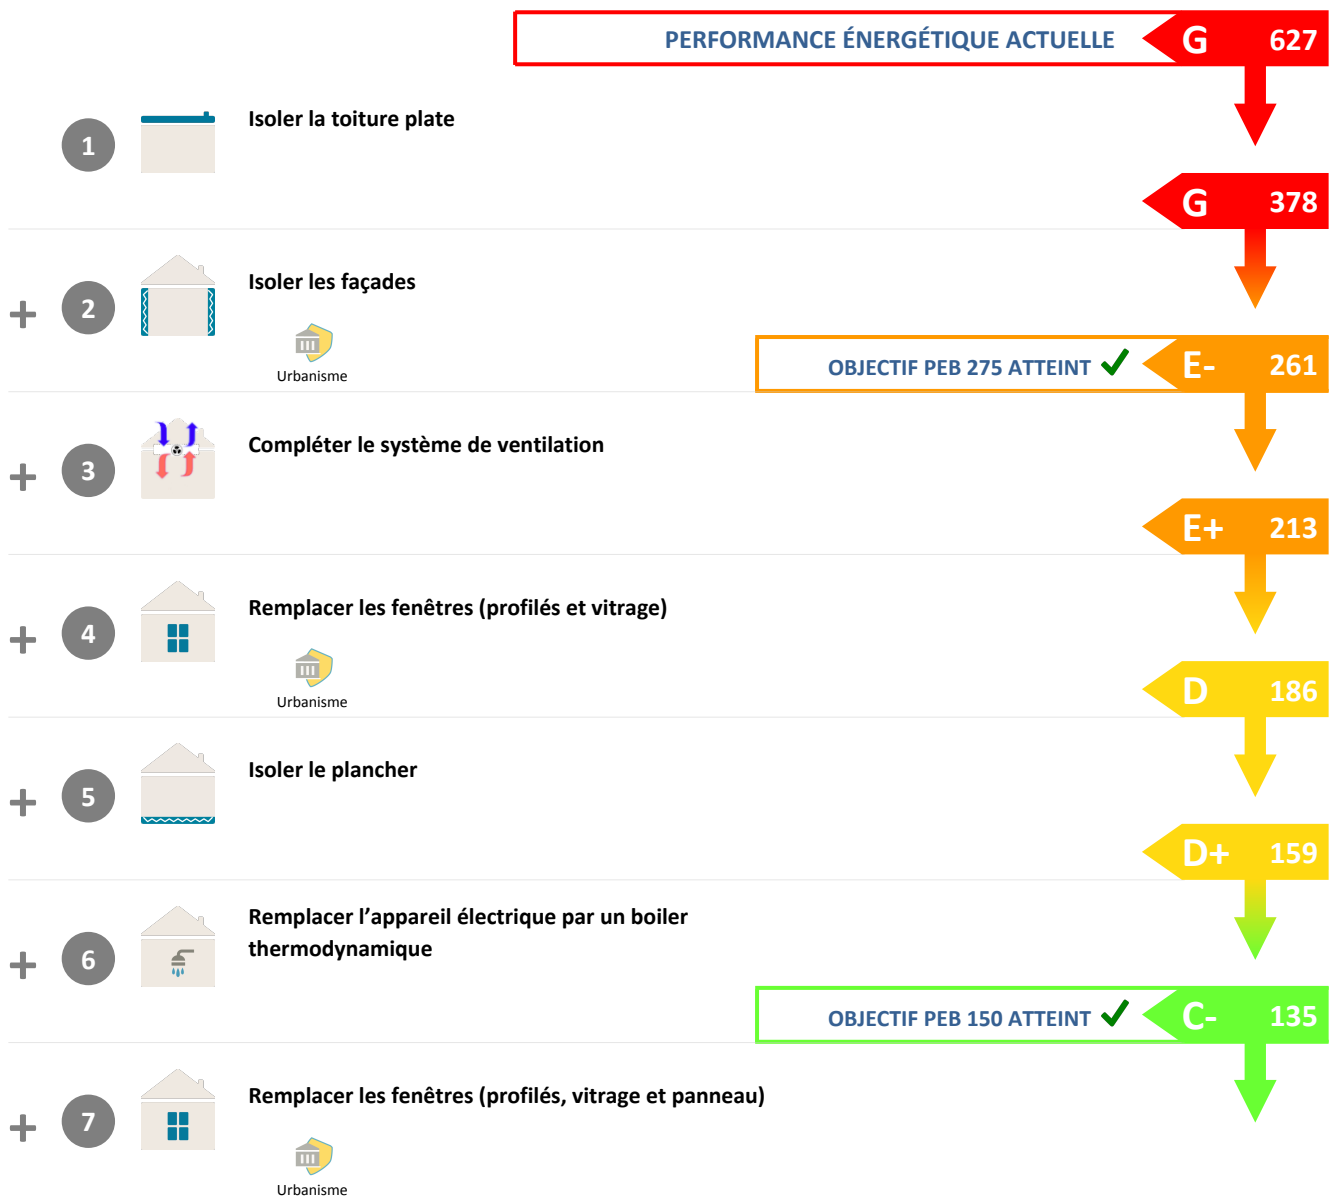 PERFORMANCE ÉNERGÉTIQUE ACTUELLE G 627
1 Isoler la toiture plate
G 378
+ 2 Isoler les façades
Urbanisme
OBJECTIF PEB 275 ATTEINT ✓ E- 261
+ 3 Compléter le système de ventilation
E+ 213
+ 4 Remplacer les fenêtres (profilés et vitrage)
Urbanisme
D 186
+ 5 Isoler le plancher
D+ 159
+ 6 Remplacer l’appareil électrique par un boiler
thermodynamique
OBJECTIF PEB 150 ATTEINT ✓ C- 135
+ 7 Remplacer les fenêtres (profilés, vitrage et panneau)
Urbanisme